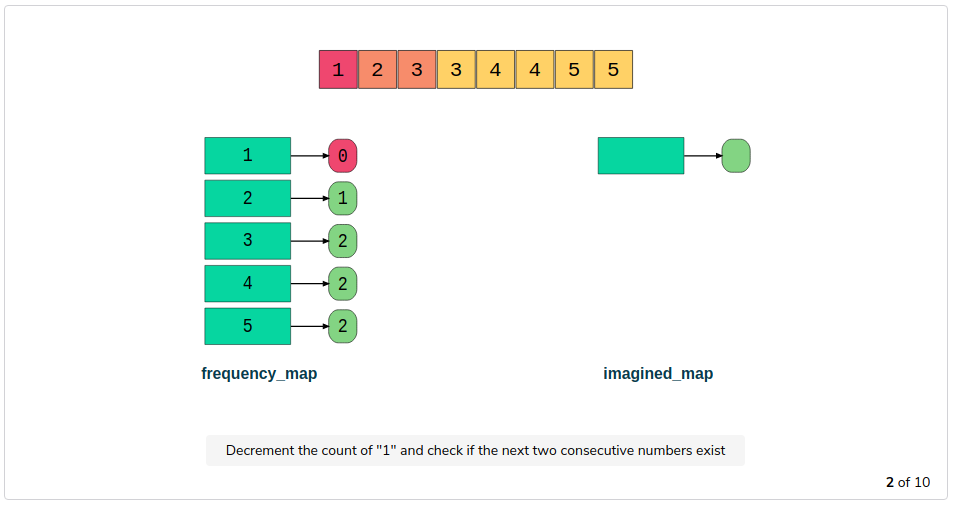 1 2 3 3 4 4 5 5
1 0
2 1
3 2
4 2
5 2
frequency_map imagined_map
Decrement the count of "1" and check if the next two consecutive numbers exist
2 of 10